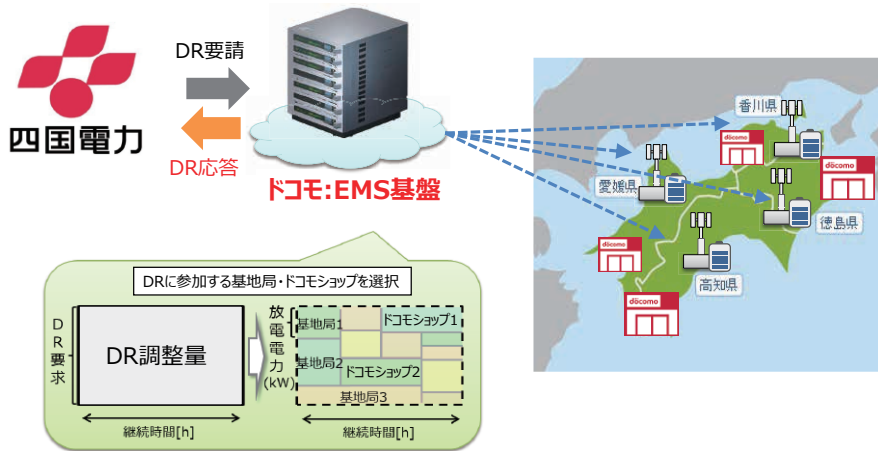 四国電力
DR要請
DR応答
ドコモ:EMS基盤
香川県
döcomo
döcomo
愛媛県
徳島県
döcomo
高知県
döcomo
DRに参加する基地局・ドコモショップを選択
DR要求
DR調整量
継続時間[h]
放電電力(kW)
基地局1
ドコモショップ1
基地局2
ドコモショップ2
基地局3
継続時間[h]